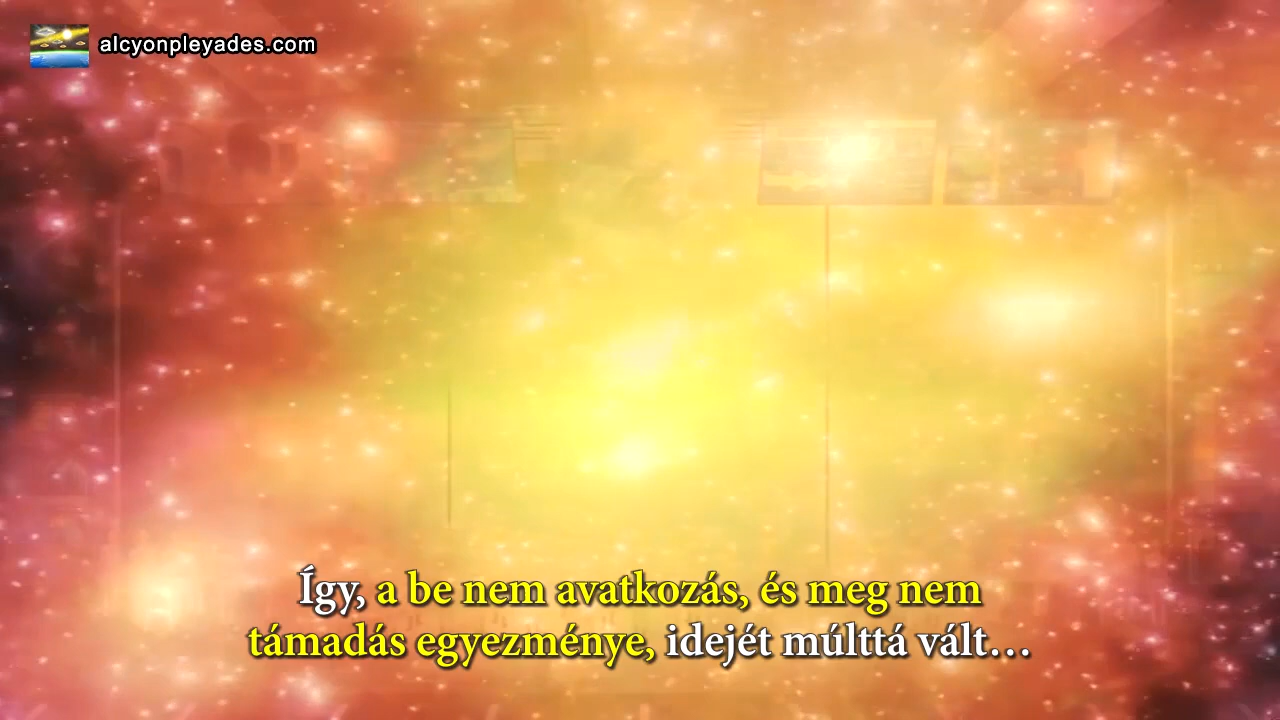 alcyonpleyades.com
Így, a be nem avatkozás, és meg nem
támadás egyezménye, idejét múlttá vált…